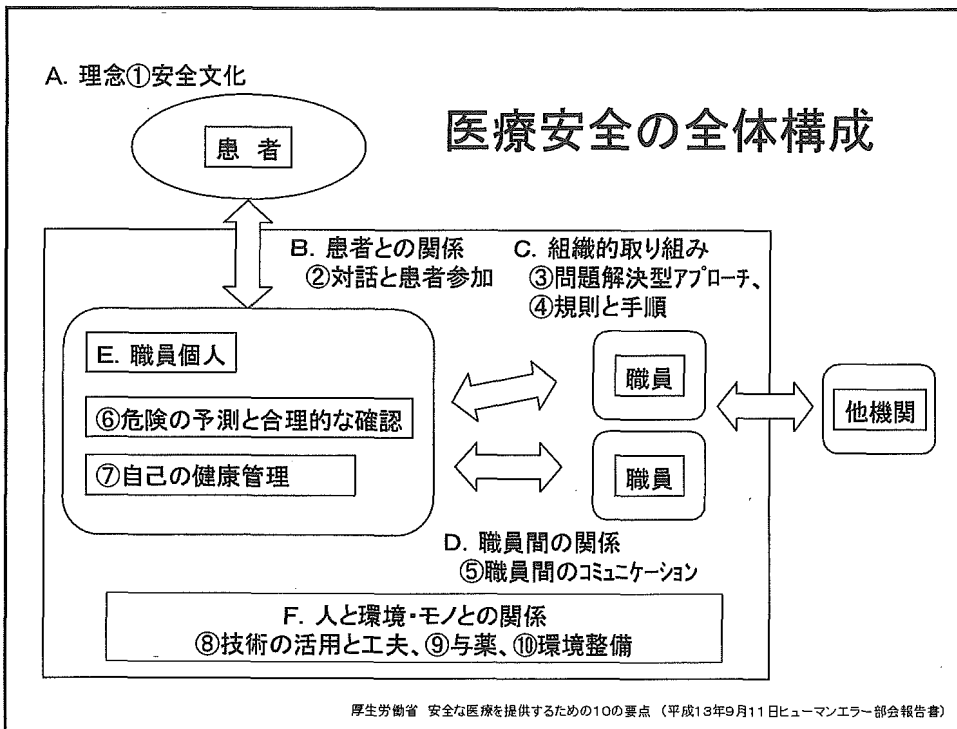 A. 理念①安全文化
医療安全の全体構成
患 者
B. 患者との関係
②対話と患者参加
C. 組織的取り組み
③問題解決型アプローチ、
④規則と手順
E. 職員個人
⑥危険の予測と合理的な確認
⑦自己の健康管理
職員
職員
他機関
D. 職員間の関係
⑤職員間のコミュニケーション
F. 人と環境・モノとの関係
⑧技術の活用と工夫、⑨与薬、⑩環境整備
厚生労働省 安全な医療を提供するための10の要点 (平成13年9月11日ヒューマンエラー部会報告書)